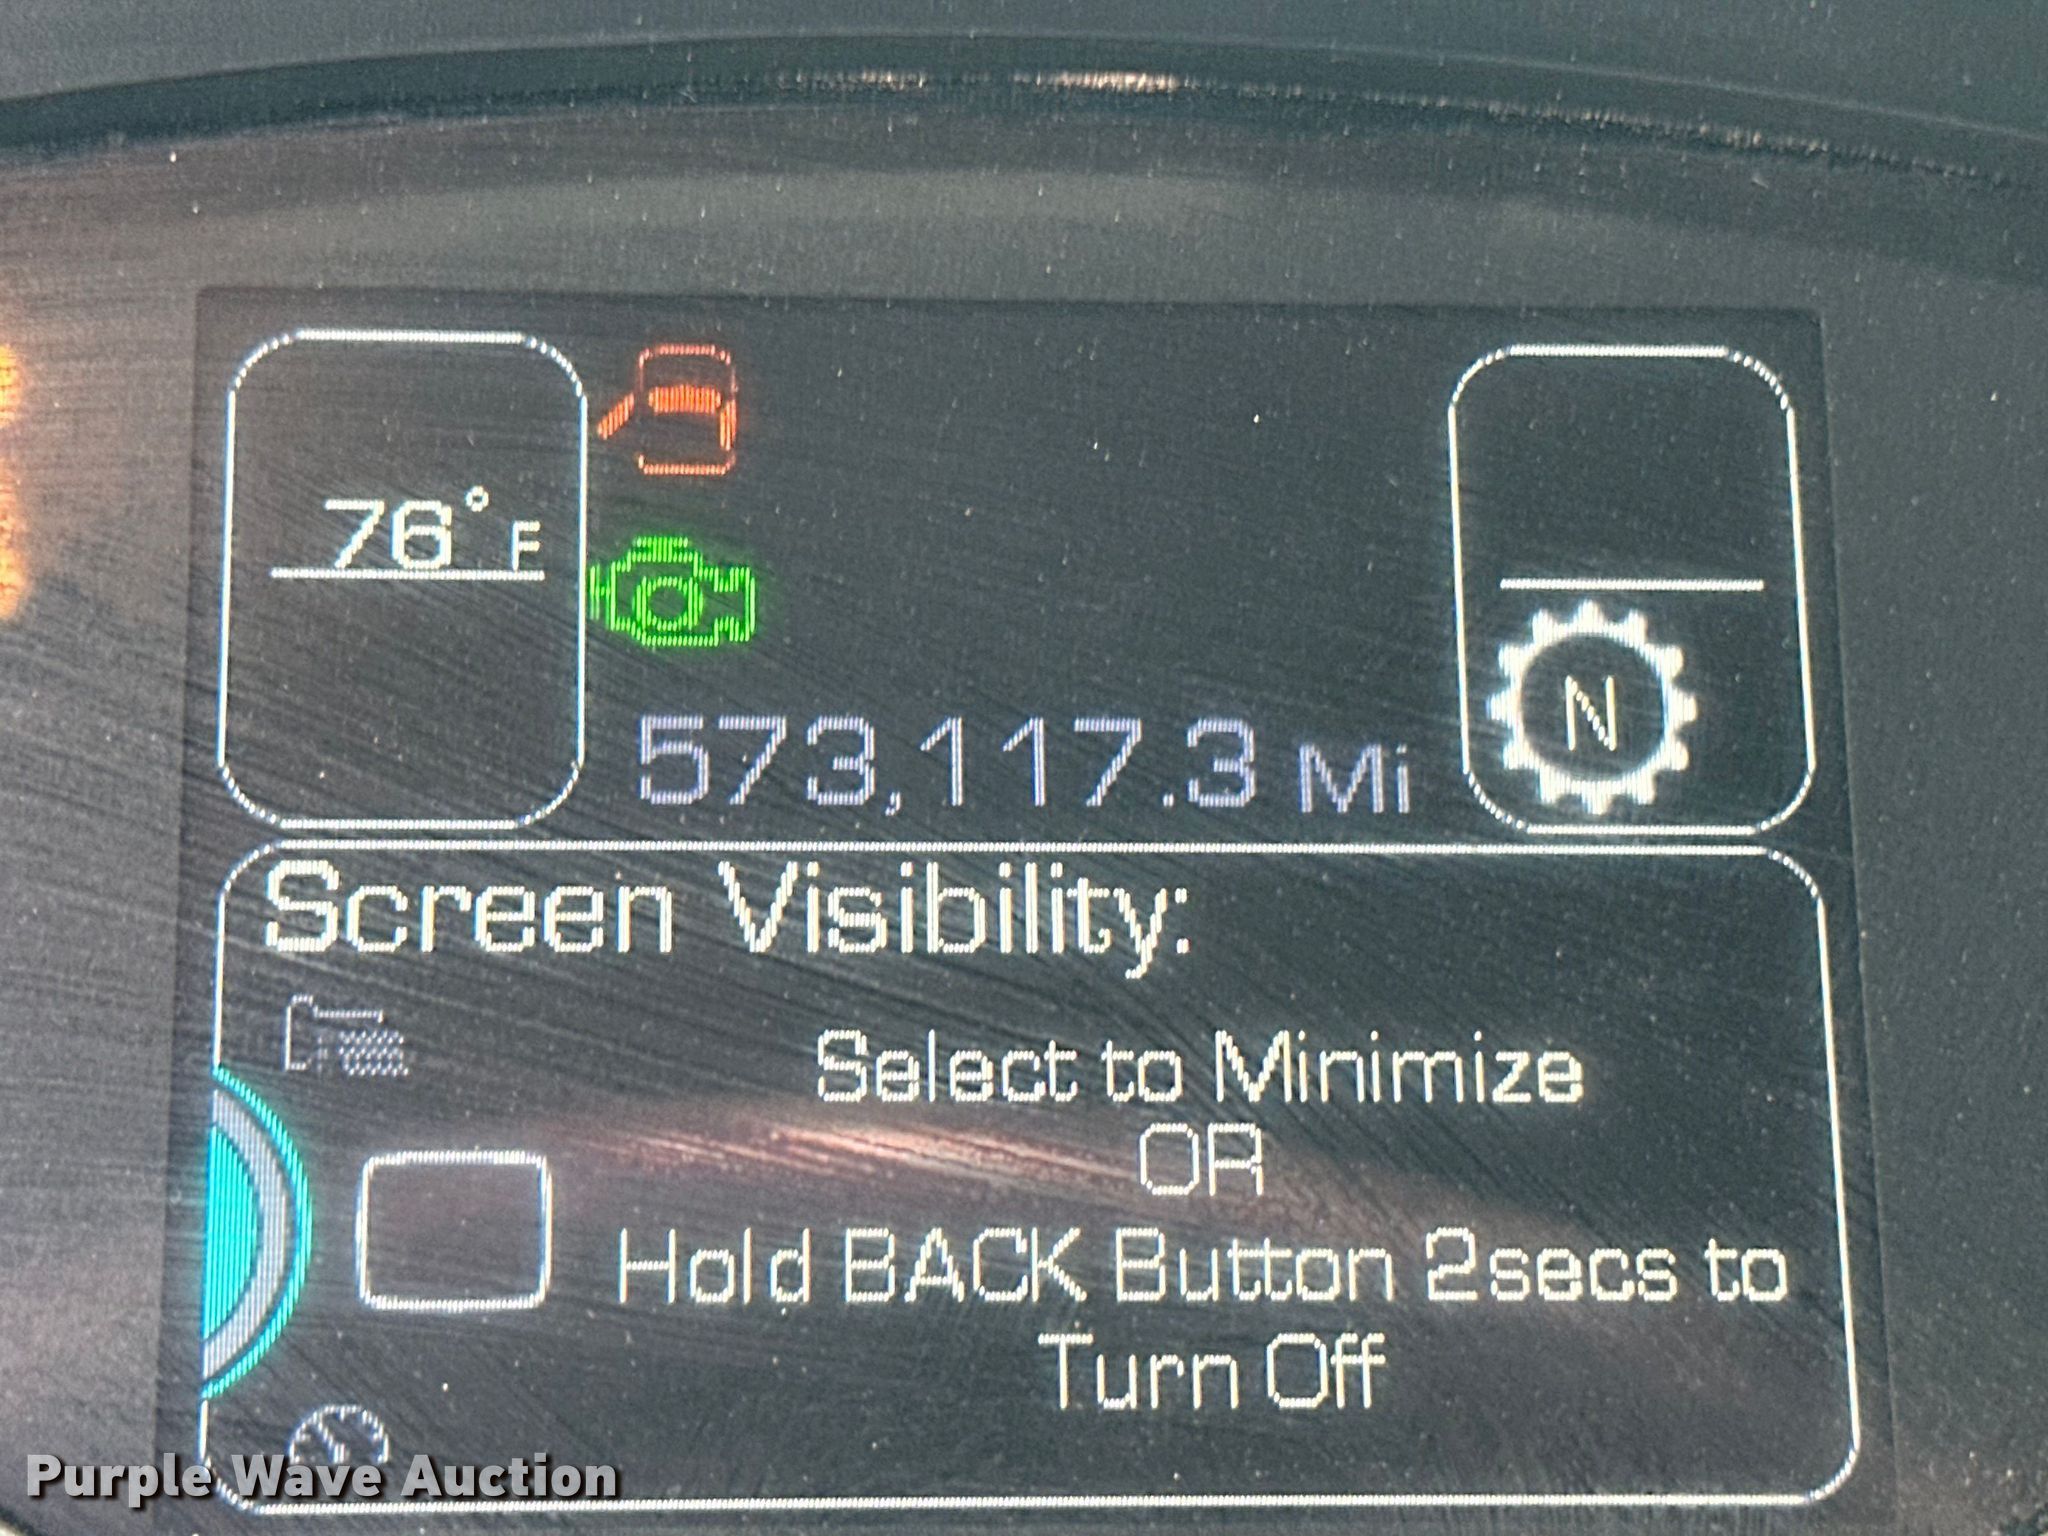 76° F
573,117.3 Mi
N
Screen Visibility:
Select to Minimize
OR
Hold BACK Button 2secs to
Turn Off
Purple Wave Auction